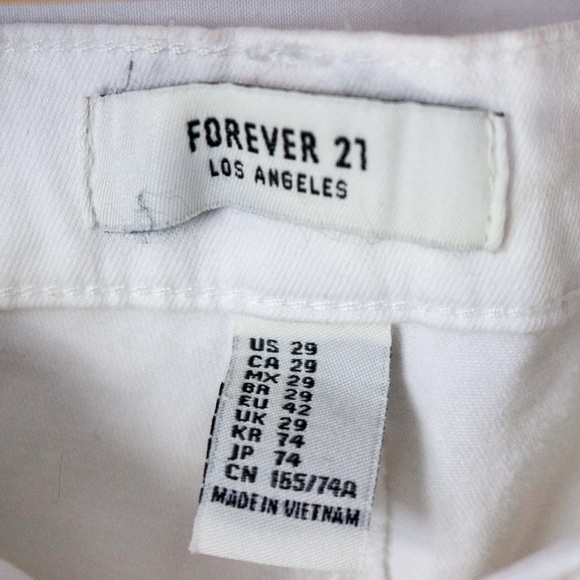 FOREVER 21
LOS ANGELES
US 29
CA 29
MX 29
BR 29
EU 42
UK 29
KR 74
JP 74
CN 165/74A
MADE IN VIETNAM